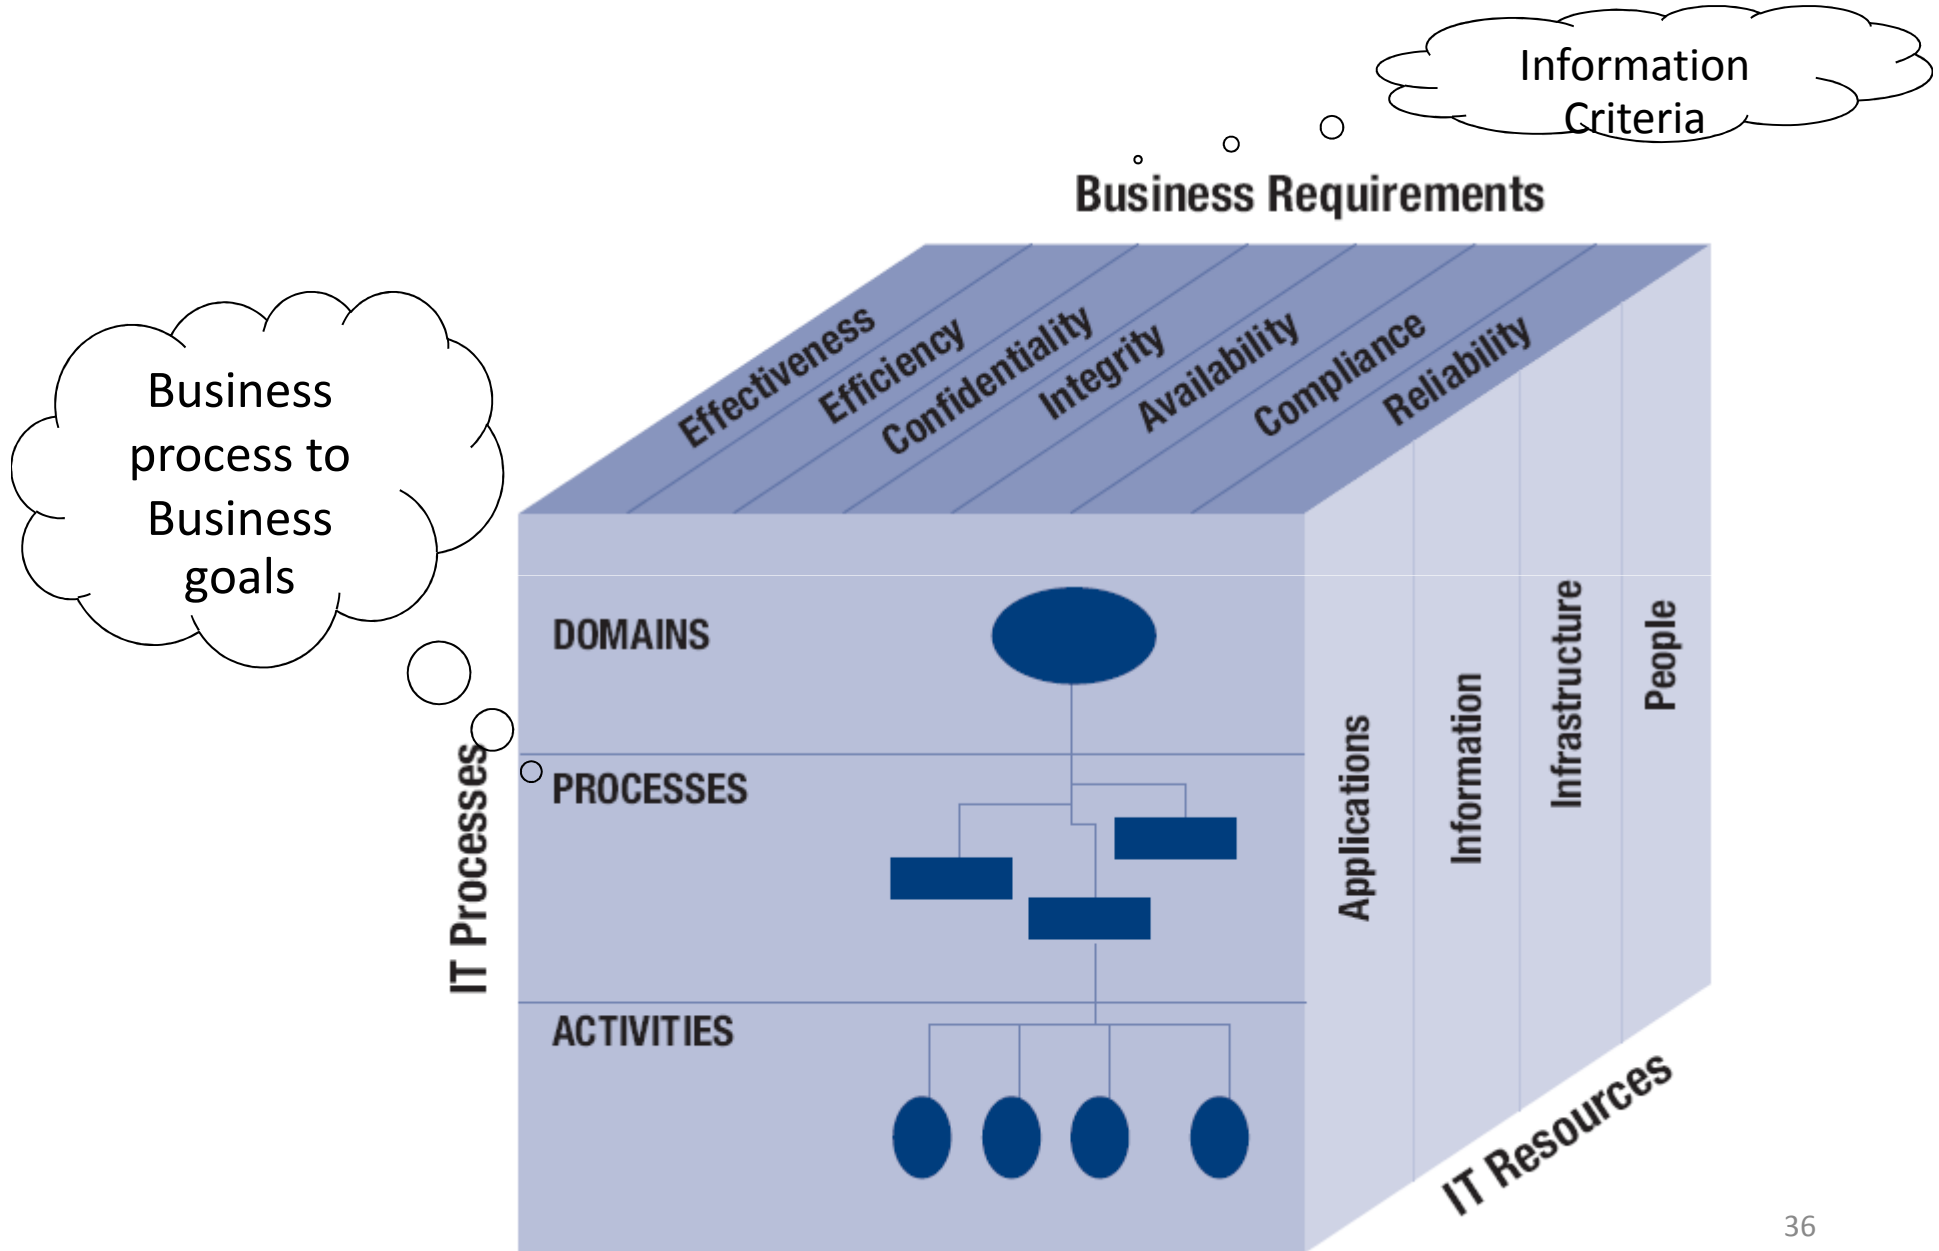 Information
Criteria
Business Requirements
Effectiveness
Efficiency
Confidentiality
Integrity
Availability
Compliance
Reliability
Business
process to
Business
goals
IT Processes
DOMAINS
PROCESSES
ACTIVITIES
Applications
Information
Infrastructure
People
IT Resources
36